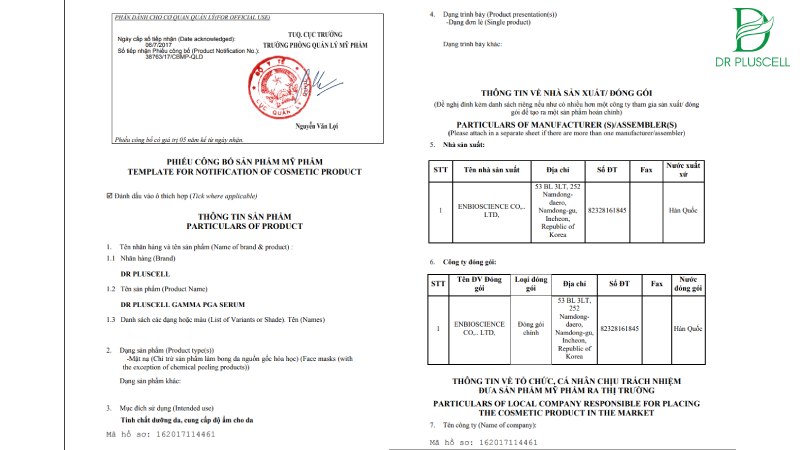 PHẦN DÀNH CHO CƠ QUAN QUẢN LÝ(FOR OFFICIAL USE)
Ngày cấp số tiếp nhận (Date acknowledged):
06/7/2017
Số tiếp nhận Phiếu công bố (Product Notification No.):
38763/17/CBMP-QLD
TUQ. CỤC TRƯỞNG
TRƯỞNG PHÒNG QUẢN LÝ MỸ PHẨM
Nguyễn Văn Lợi
Phiếu công bố có giá trị 05 năm kể từ ngày nhận.
PHIẾU CÔNG BỐ SẢN PHẨM MỸ PHẨM
TEMPLATE FOR NOTIFICATION OF COSMETIC PRODUCT
☑ Đánh dấu vào ô thích hợp (Tick where applicable)
THÔNG TIN SẢN PHẨM
PARTICULARS OF PRODUCT
1. Tên nhãn hàng và tên sản phẩm (Name of brand & product) :
1.1 Nhãn hàng (Brand)
DR PLUSCELL
1.2 Tên sản phẩm (Product Name)
DR PLUSCELL GAMMA PGA SERUM
1.3 Danh sách các dạng hoặc màu (List of Variants or Shade). Tên (Names)
2. Dạng sản phẩm (Product type(s))
-Mặt nạ (Chỉ trừ sản phẩm làm bong da nguồn gốc hóa học) (Face masks (with
the exception of chemical peeling products))
Dạng sản phẩm khác:
3. Mục đích sử dụng (Intended use)
Tinh chất dưỡng da, cung cấp độ ẩm cho da
Mã hồ sơ: 162017114461
4. Dạng trình bày (Product presentation(s))
-Dạng đơn lẻ (Single product)
Dạng trình bày khác:
DR PLUSCELL
THÔNG TIN VỀ NHÀ SẢN XUẤT/ ĐÓNG GÓI
(Đề nghị đính kèm danh sách riêng nếu như có nhiều hơn một công ty tham gia sản xuất/ đóng
gói để tạo ra một sản phẩm hoàn chỉnh)
PARTICULARS OF MANUFACTURER (S)/ASSEMBLER(S)
(Please attach in a separate sheet if there are more than one manufacturer/assembler)
5. Nhà sản xuất:
STT Tên nhà sản xuất Địa chỉ Số ĐT Fax Nước xuất
xứ
1 ENBIOSCIENCE CO,..
LTD, 53 BL 3LT, 252
Namdong-
daero,
Namdong-gu,
Incheon,
Republic of
Korea 82328161845 Hàn Quốc
6. Công ty đóng gói:
STT Tên ĐV Đóng
gói Loại đóng
gói Địa chỉ Số ĐT Fax Nước
đóng gói
1 ENBIOSCIENCE
CO,.. LTD, Đóng gói
chính 53 BL 3LT,
252
Namdong-
daero,
Namdong-gu,
Incheon,
Republic of
Korea 82328161845 Hàn Quốc
THÔNG TIN VỀ TỔ CHỨC, CÁ NHÂN CHỊU TRÁCH NHIỆM
ĐƯA SẢN PHẨM MỸ PHẨM RA THỊ TRƯỜNG
PARTICULARS OF LOCAL COMPANY RESPONSIBLE FOR PLACING
THE COSMETIC PRODUCT IN THE MARKET
7. Tên công ty (Name of company):
Mã hồ sơ: 162017114461